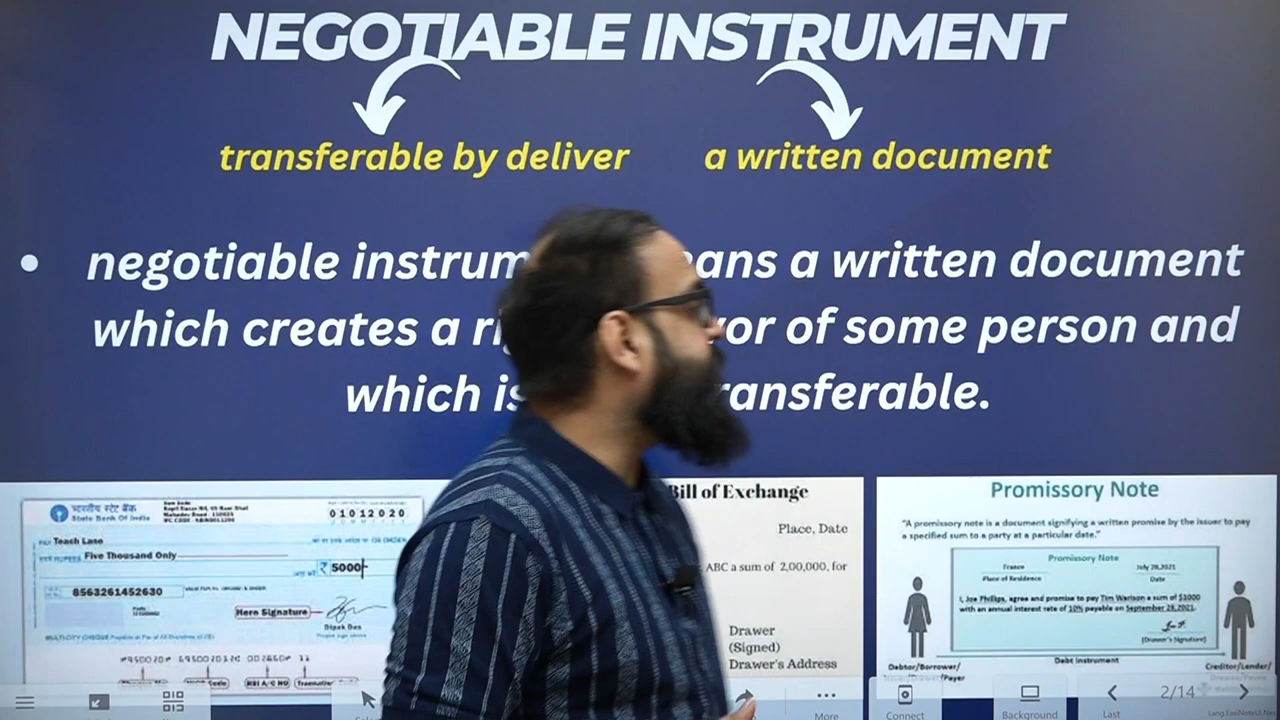 NEGOTIABLE INSTRUMENT
transferable by deliver
a written document
• negotiable instrum ans a written document
which creates a ri vor of some person and
which is ransferable.
भारतीय स्टेट बैंक
State Bank Of India
01012020
Teach Lane
Five Thousand Only
₹ 5000
8563261452630
Here Signature
Dipak Das
Bill of Exchange
Place, Date
ABC a sum of 2,00,000, for
Drawer
(Signed)
Drawer's Address
Promissory Note
"A promissory note is a document signifying a written promise by the issuer to pay
a specified sum to a party at a particular date."
Promissory Note
France July 28,2021
Place of Residence Date
I, Joe Phillips, agree and promise to pay Tim Warlson a sum of $1000
with an annual interest rate of 10% payable on September 28,2021.
(Drawer's Signature)
Debtor/Borrower/
Payer
Debt Instrument
Creditor/Lender/
More
Connect
Background
Last
2/14